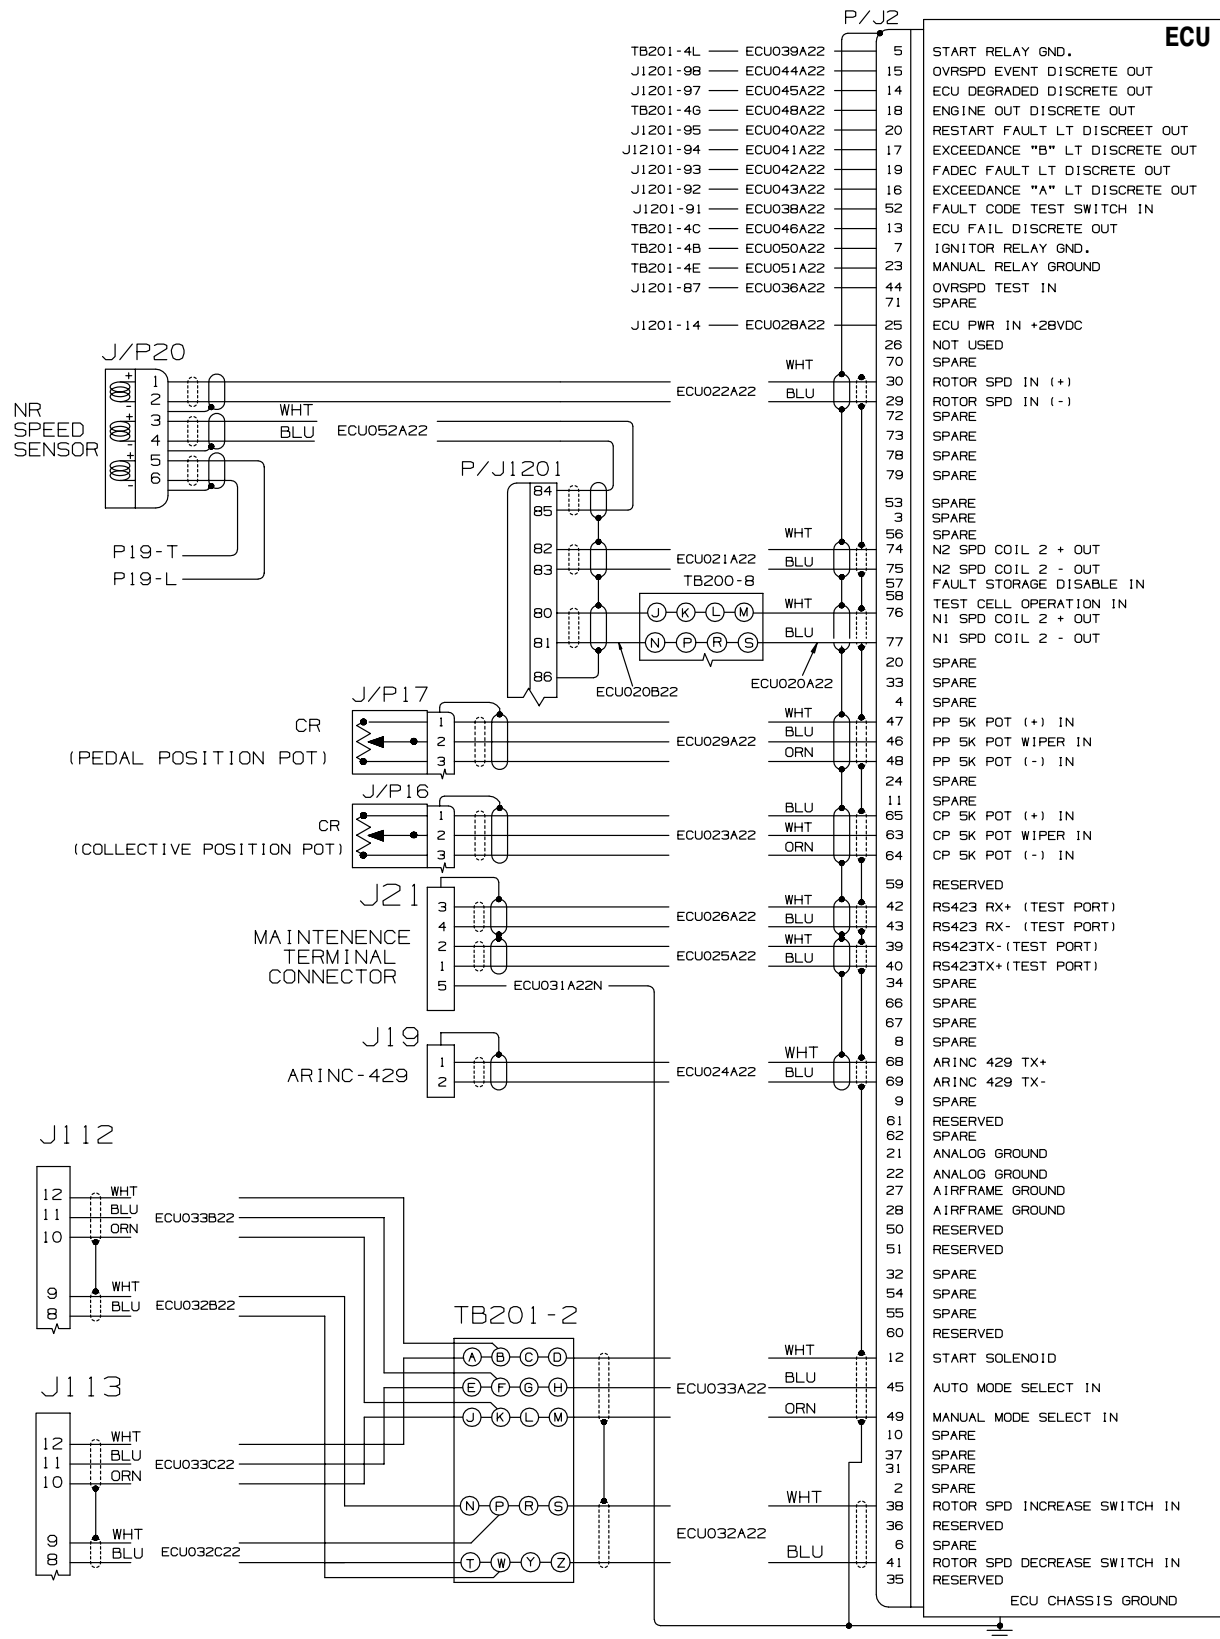 P/J2
ECU
TB201-4L ECU039A22 5 START RELAY GND.
J1201-98 ECU044A22 15 OVRSPD EVENT DISCRETE OUT
J1201-97 ECU045A22 14 ECU DEGRADED DISCRETE OUT
TB201-4G ECU048A22 18 ENGINE OUT DISCRETE OUT
J1201-95 ECU040A22 20 RESTART FAULT LT DISCREET OUT
J12101-94 ECU041A22 17 EXCEEDANCE "B" LT DISCRETE OUT
J1201-93 ECU042A22 19 FADEC FAULT LT DISCRETE OUT
J1201-92 ECU043A22 16 EXCEEDANCE "A" LT DISCRETE OUT
J1201-91 ECU038A22 52 FAULT CODE TEST SWITCH IN
TB201-4C ECU046A22 13 ECU FAIL DISCRETE OUT
TB201-4B ECU050A22 7 IGNITOR RELAY GND.
TB201-4E ECU051A22 23 MANUAL RELAY GROUND
J1201-87 ECU036A22 44 OVRSPD TEST IN
71 SPARE
J1201-14 ECU028A22 25 ECU PWR IN +28VDC
26 NOT USED
70 SPARE
J/P20
NR
SPEED
SENSOR
+ 1 ECU022A22 WHT 30 ROTOR SPD IN (+)
- 2 BLU 29 ROTOR SPD IN (-)
+ 3 WHT
- 4 BLU ECU052A22
+ 5
- 6
P19-T
P19-L
72 SPARE
73 SPARE
78 SPARE
79 SPARE
53 SPARE
3 SPARE
56 SPARE
P/J1201
84
85
82 ECU021A22 WHT 74 N2 SPD COIL 2 + OUT
83 BLU 75 N2 SPD COIL 2 - OUT
57 FAULT STORAGE DISABLE IN
58 TEST CELL OPERATION IN
TB200-8
80 J K L M WHT 76 N1 SPD COIL 2 + OUT
81 N P R S BLU 77 N1 SPD COIL 2 - OUT
86
ECU020B22 ECU020A22
20 SPARE
33 SPARE
4 SPARE
J/P17
CR
(PEDAL POSITION POT)
1 WHT 47 PP 5K POT (+) IN
2 ECU029A22 BLU 46 PP 5K POT WIPER IN
3 ORN 48 PP 5K POT (-) IN
24 SPARE
11 SPARE
J/P16
CR
(COLLECTIVE POSITION POT)
1 BLU 65 CP 5K POT (+) IN
2 ECU023A22 WHT 63 CP 5K POT WIPER IN
3 ORN 64 CP 5K POT (-) IN
59 RESERVED
J21
MAINTENENCE
TERMINAL
CONNECTOR
3 ECU026A22 WHT 42 RS423 RX+ (TEST PORT)
4 BLU 43 RS423 RX- (TEST PORT)
2 ECU025A22 WHT 39 RS423TX-(TEST PORT)
1 BLU 40 RS423TX+(TEST PORT)
5 ECU031A22N
34 SPARE
66 SPARE
67 SPARE
8 SPARE
J19
ARINC-429
1 ECU024A22 WHT 68 ARINC 429 TX+
2 BLU 69 ARINC 429 TX-
9 SPARE
61 RESERVED
62 SPARE
21 ANALOG GROUND
22 ANALOG GROUND
27 AIRFRAME GROUND
28 AIRFRAME GROUND
50 RESERVED
51 RESERVED
32 SPARE
54 SPARE
55 SPARE
60 RESERVED
J112
12 WHT
11 BLU ECU033B22
10 ORN
9 WHT
8 BLU ECU032B22
J113
12 WHT
11 BLU ECU033C22
10 ORN
9 WHT
8 BLU ECU032C22
TB201-2
A B C D WHT 12 START SOLENOID
E F G H ECU033A22 BLU 45 AUTO MODE SELECT IN
J K L M ORN 49 MANUAL MODE SELECT IN
10 SPARE
37 SPARE
31 SPARE
2 SPARE
N P R S WHT 38 ROTOR SPD INCREASE SWITCH IN
ECU032A22
36 RESERVED
6 SPARE
T W Y Z BLU 41 ROTOR SPD DECREASE SWITCH IN
35 RESERVED
ECU CHASSIS GROUND